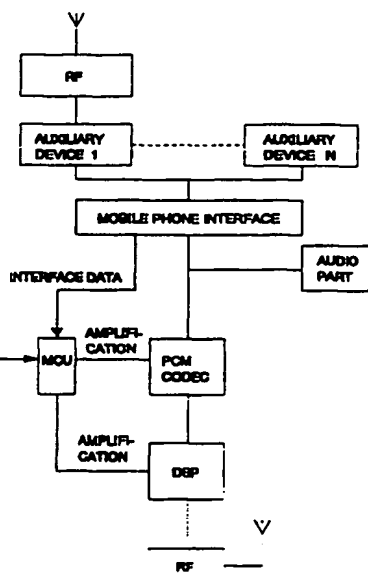 RF
AUXILIARY
DEVICE 1
AUXILIARY
DEVICE N
MOBILE PHONE INTERFACE
AUDIO
PART
INTERFACE DATA
AMPLIFI-
CATION
MCU
PCM
CODEC
AMPLIFI-
CATION
DSP
RF